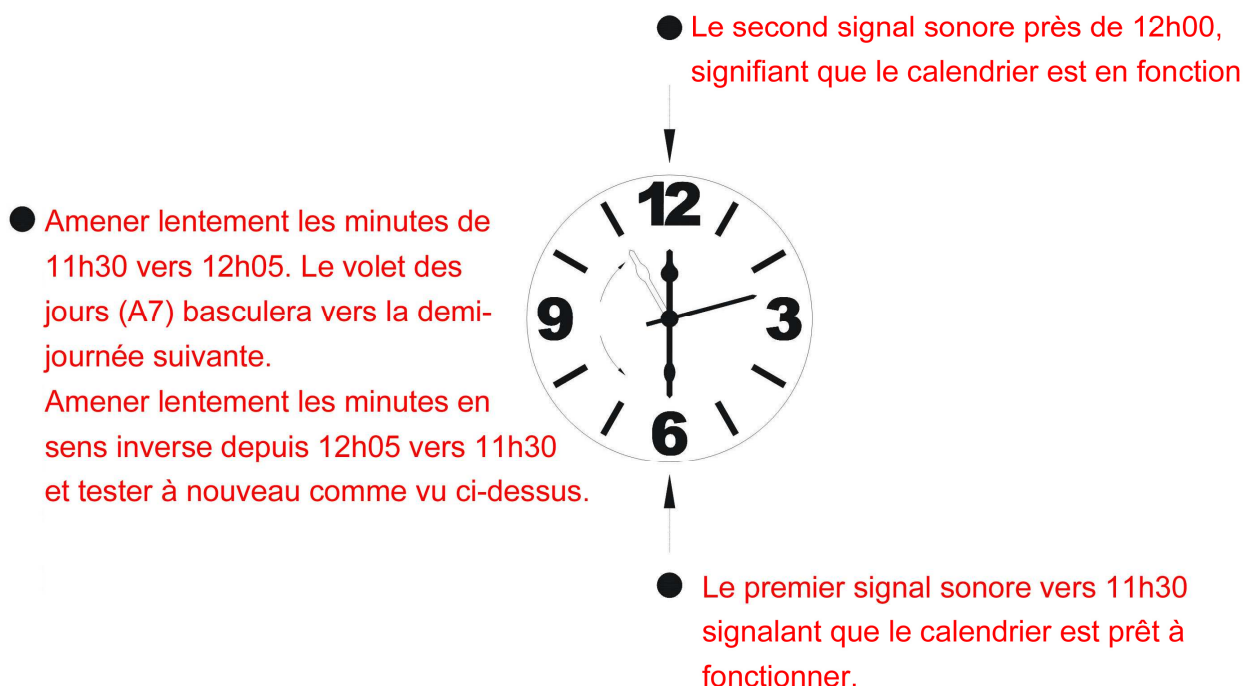 Le second signal sonore près de 12h00,
signifiant que le calendrier est en fonction
Amener lentement les minutes de
11h30 vers 12h05. Le volet des
jours (A7) basculera vers la demi-
journée suivante.
Amener lentement les minutes en
sens inverse depuis 12h05 vers 11h30
et tester à nouveau comme vu ci-dessus.
12
9
3
6
Le premier signal sonore vers 11h30
signalant que le calendrier est prêt à
fonctionner.